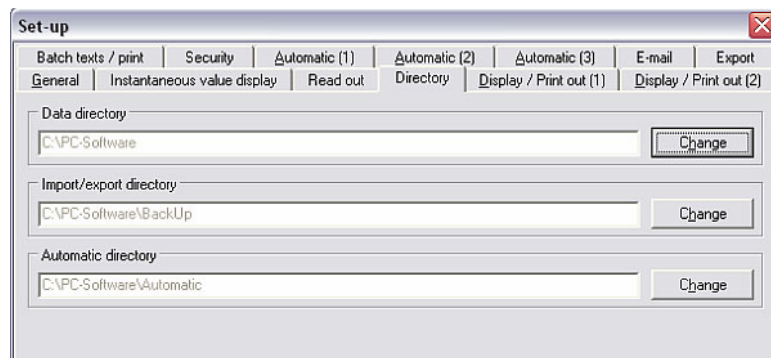 Set-up
Batch texts / print Security Automatic (1) Automatic (2) Automatic (3) E-mail Export
General Instantaneous value display Read out Directory Display / Print out (1) Display / Print out (2)
Data directory
C:\PC-Software Change
Import/export directory
C:\PC-Software\BackUp Change
Automatic directory
C:\PC-Software\Automatic Change